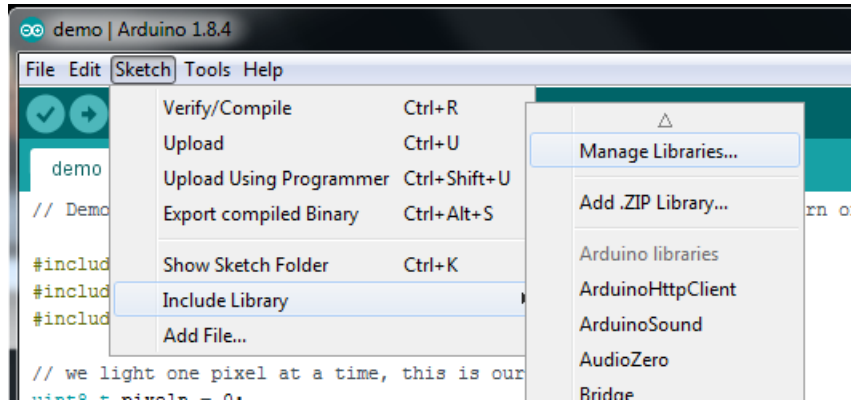 demo | Arduino 1.8.4
File Edit Sketch Tools Help
demo
Verify/Compile Ctrl+R
Upload Ctrl+U
Upload Using Programmer Ctrl+Shift+U
Export compiled Binary Ctrl+Alt+S
Show Sketch Folder Ctrl+K
Include Library
Add File...
Manage Libraries...
Add .ZIP Library...
Arduino libraries
ArduinoHttpClient
ArduinoSound
AudioZero
Bridge
// Demo
#includ
#includ
#includ
// we light one pixel at a time, this is our
uint8_t pixeln = 0;